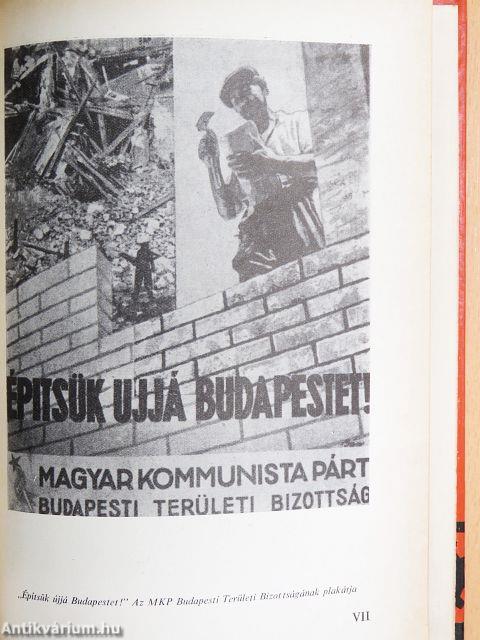 ÉPITSÜK UJJÁ BUDAPESTET!
MAGYAR KOMMUNISTA PÁRT
BUDAPESTI TERÜLETI BIZOTTSÁG
„Építsük újjá Budapestet!” Az MKP Budapesti Területi Bizottságának plakátja
VII
Antikvárium.hu